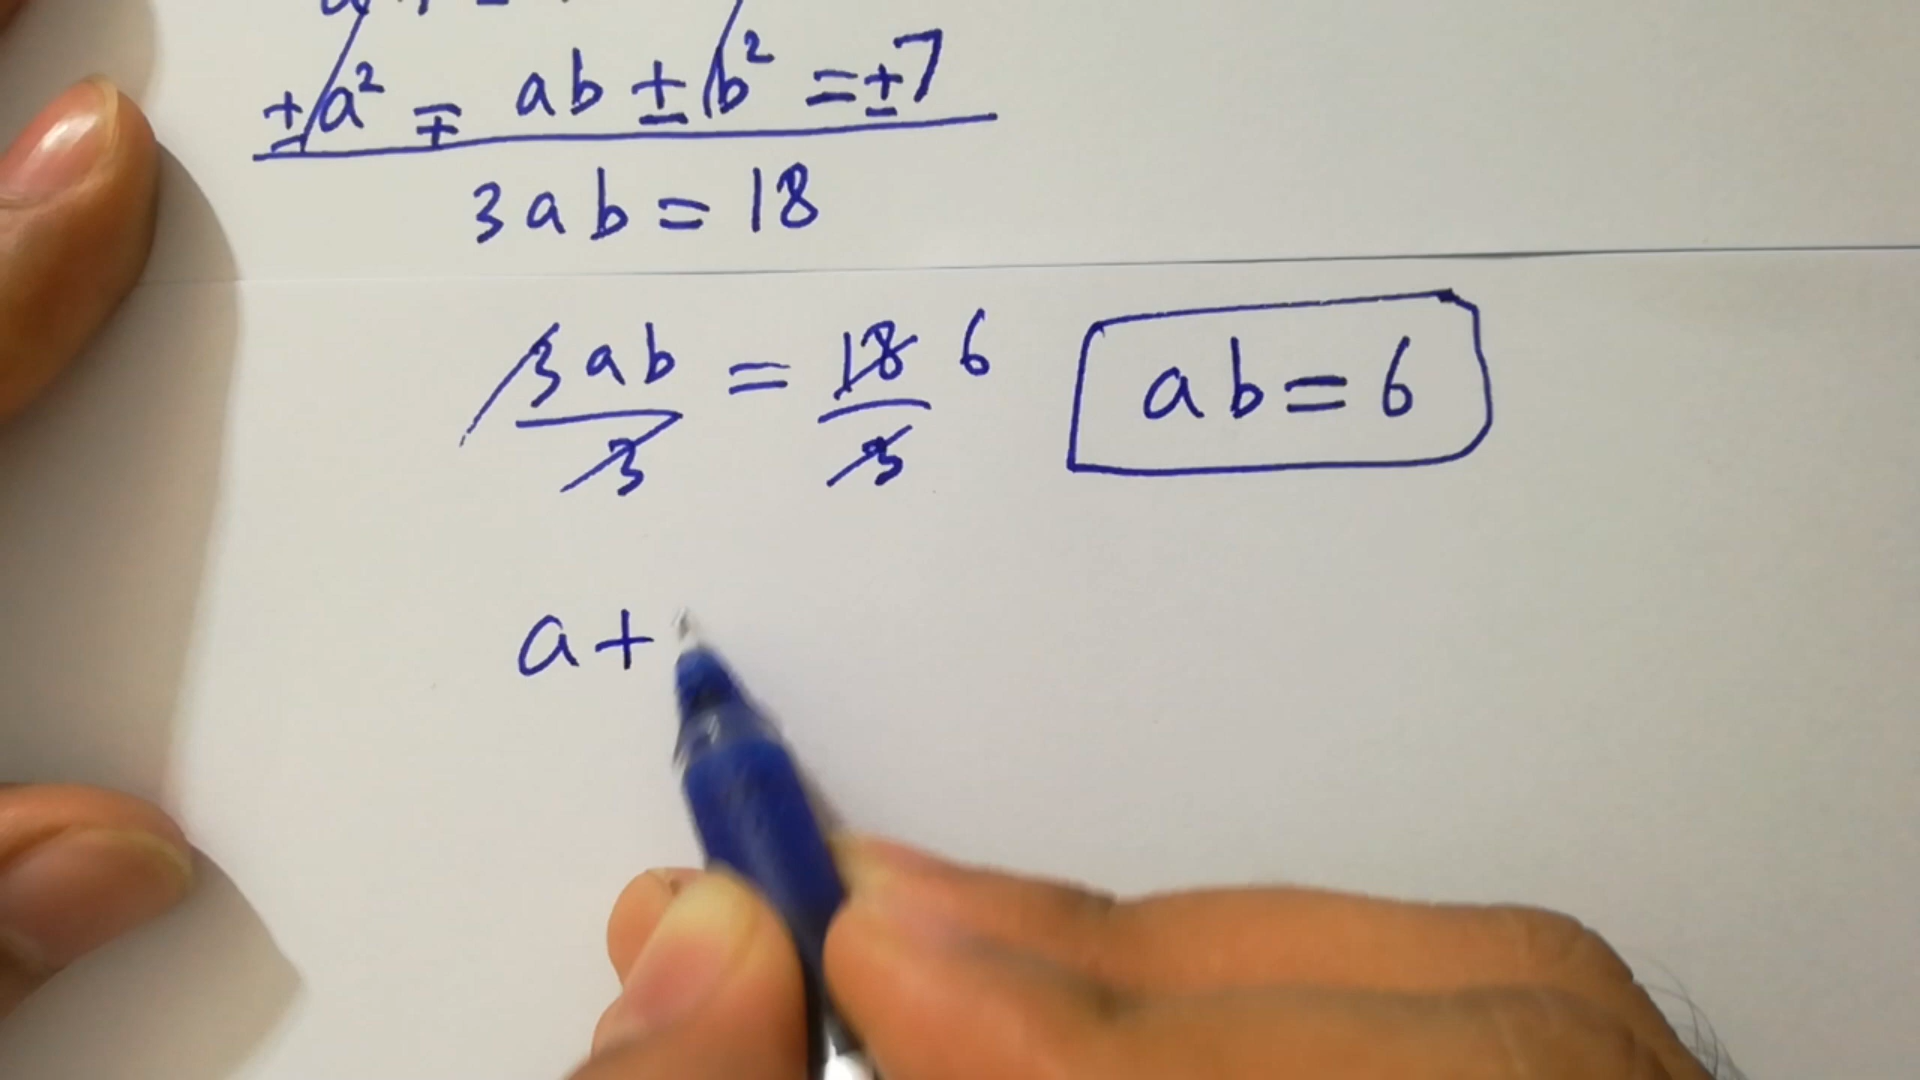 ± a² ∓ ab ± b² = ± 7
3ab = 18
3ab/3 = 18/3 6
ab = 6
a +